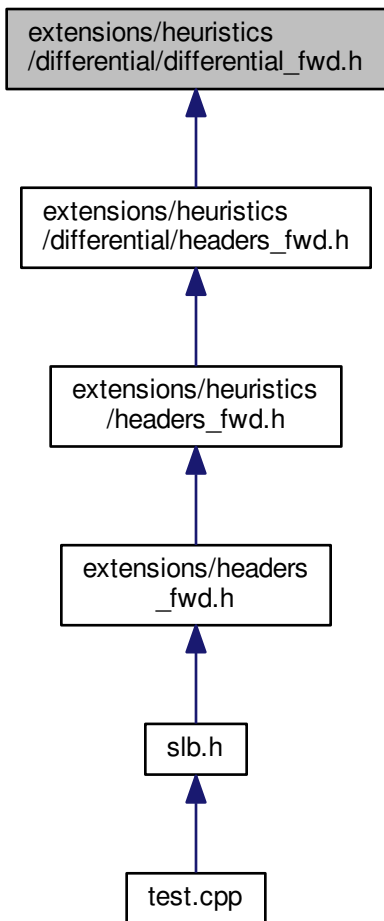 extensions/heuristics
/differential/differential_fwd.h
extensions/heuristics
/differential/headers_fwd.h
extensions/heuristics
/headers_fwd.h
extensions/headers
_fwd.h
slb.h
test.cpp